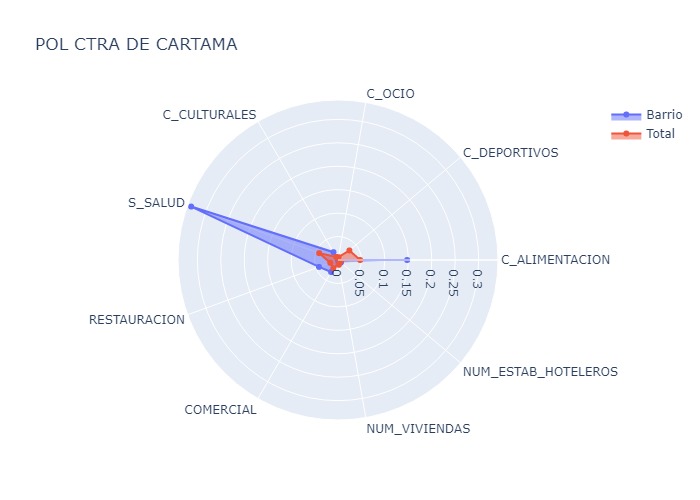 POL CTRA DE CARTAMA
C_OCIO
C_CULTURALES
Barrio
Total
C_DEPORTIVOS
S_SALUD
C_ALIMENTACION
0
0.05
0.1
0.15
0.2
0.25
0.3
RESTAURACION
NUM_ESTAB_HOTELEROS
COMERCIAL
NUM_VIVIENDAS